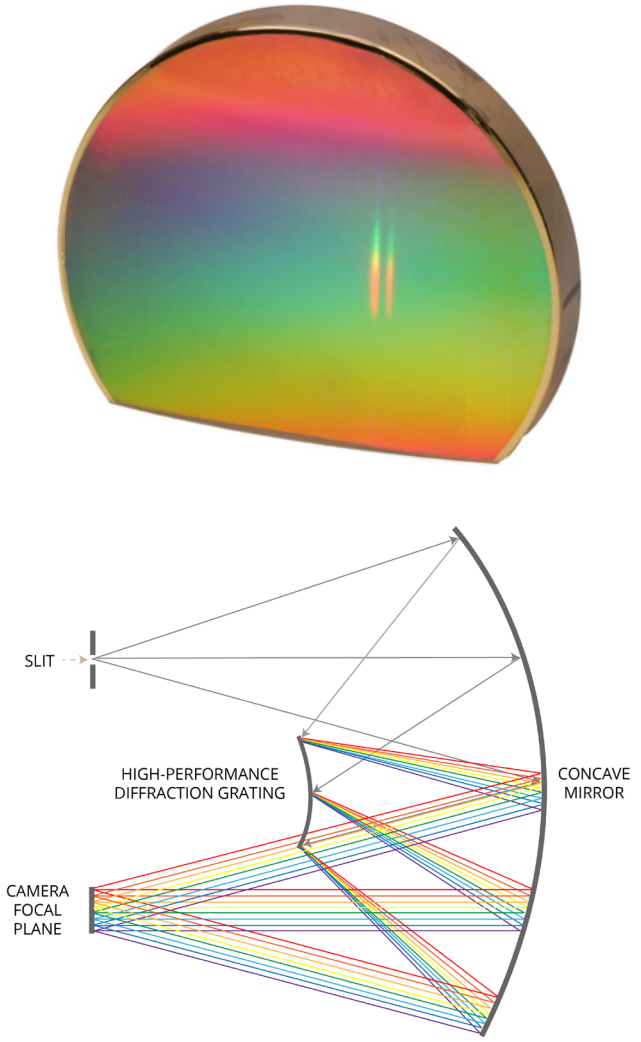 SLIT
HIGH-PERFORMANCE
DIFFRACTION GRATING
CONCAVE
MIRROR
CAMERA
FOCAL
PLANE